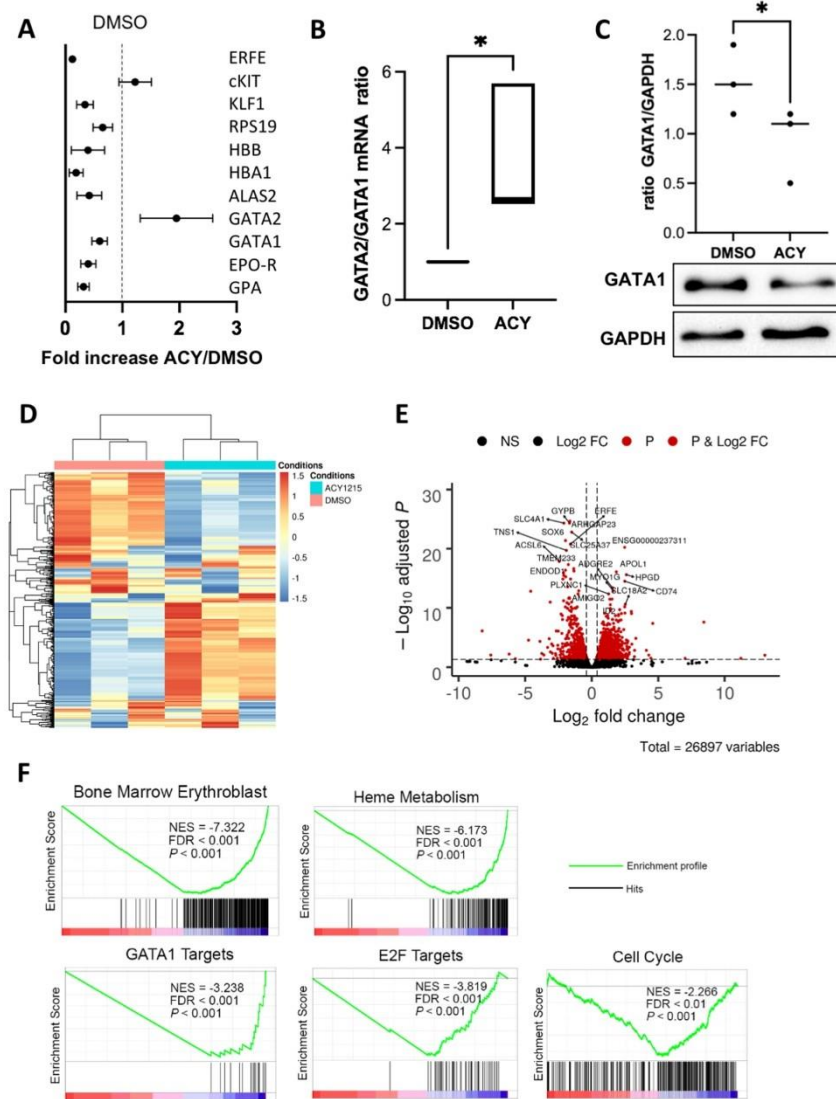 A
DMSO
ERFE
cKIT
KLF1
RPS19
HBB
HBA1
ALAS2
GATA2
GATA1
EPO-R
GPA
0 1 2 3
Fold increase ACY/DMSO
B
*
GATA2/GATA1 mRNA ratio
6
4
2
0
DMSO ACY
C
*
ratio GATA1/GAPDH
2.0
1.5
1.0
0.5
0.0
DMSO ACY
GATA1
GAPDH
D
Conditions
Conditions
ACY1215
DMSO
1.5
1
0.5
0
-0.5
-1
-1.5
E
NS Log2 FC P P & Log2 FC
– Log10 adjusted P
30
20
10
0
GYPB
ERFE
SLC4A1
ARHGAP23
SOX6
TNS1
SLC25A37
ENSG00000237311
ACSL6
TMEM233
ADGRE2
APOL1
ENDOD1
MYO1G
HPGD
PLXNC1
SLC18A2
CD74
AMIGO2
ID2
-10 -5 0 5 10
Log2 fold change
Total = 26897 variables
F
Bone Marrow Erythroblast
Enrichment Score
NES = -7.322
FDR < 0.001
P < 0.001
Heme Metabolism
Enrichment Score
NES = -6.173
FDR < 0.001
P < 0.001
Enrichment profile
Hits
GATA1 Targets
Enrichment Score
NES = -3.238
FDR < 0.001
P < 0.001
E2F Targets
Enrichment Score
NES = -3.819
FDR < 0.001
P < 0.001
Cell Cycle
Enrichment Score
NES = -2.266
FDR < 0.01
P < 0.001